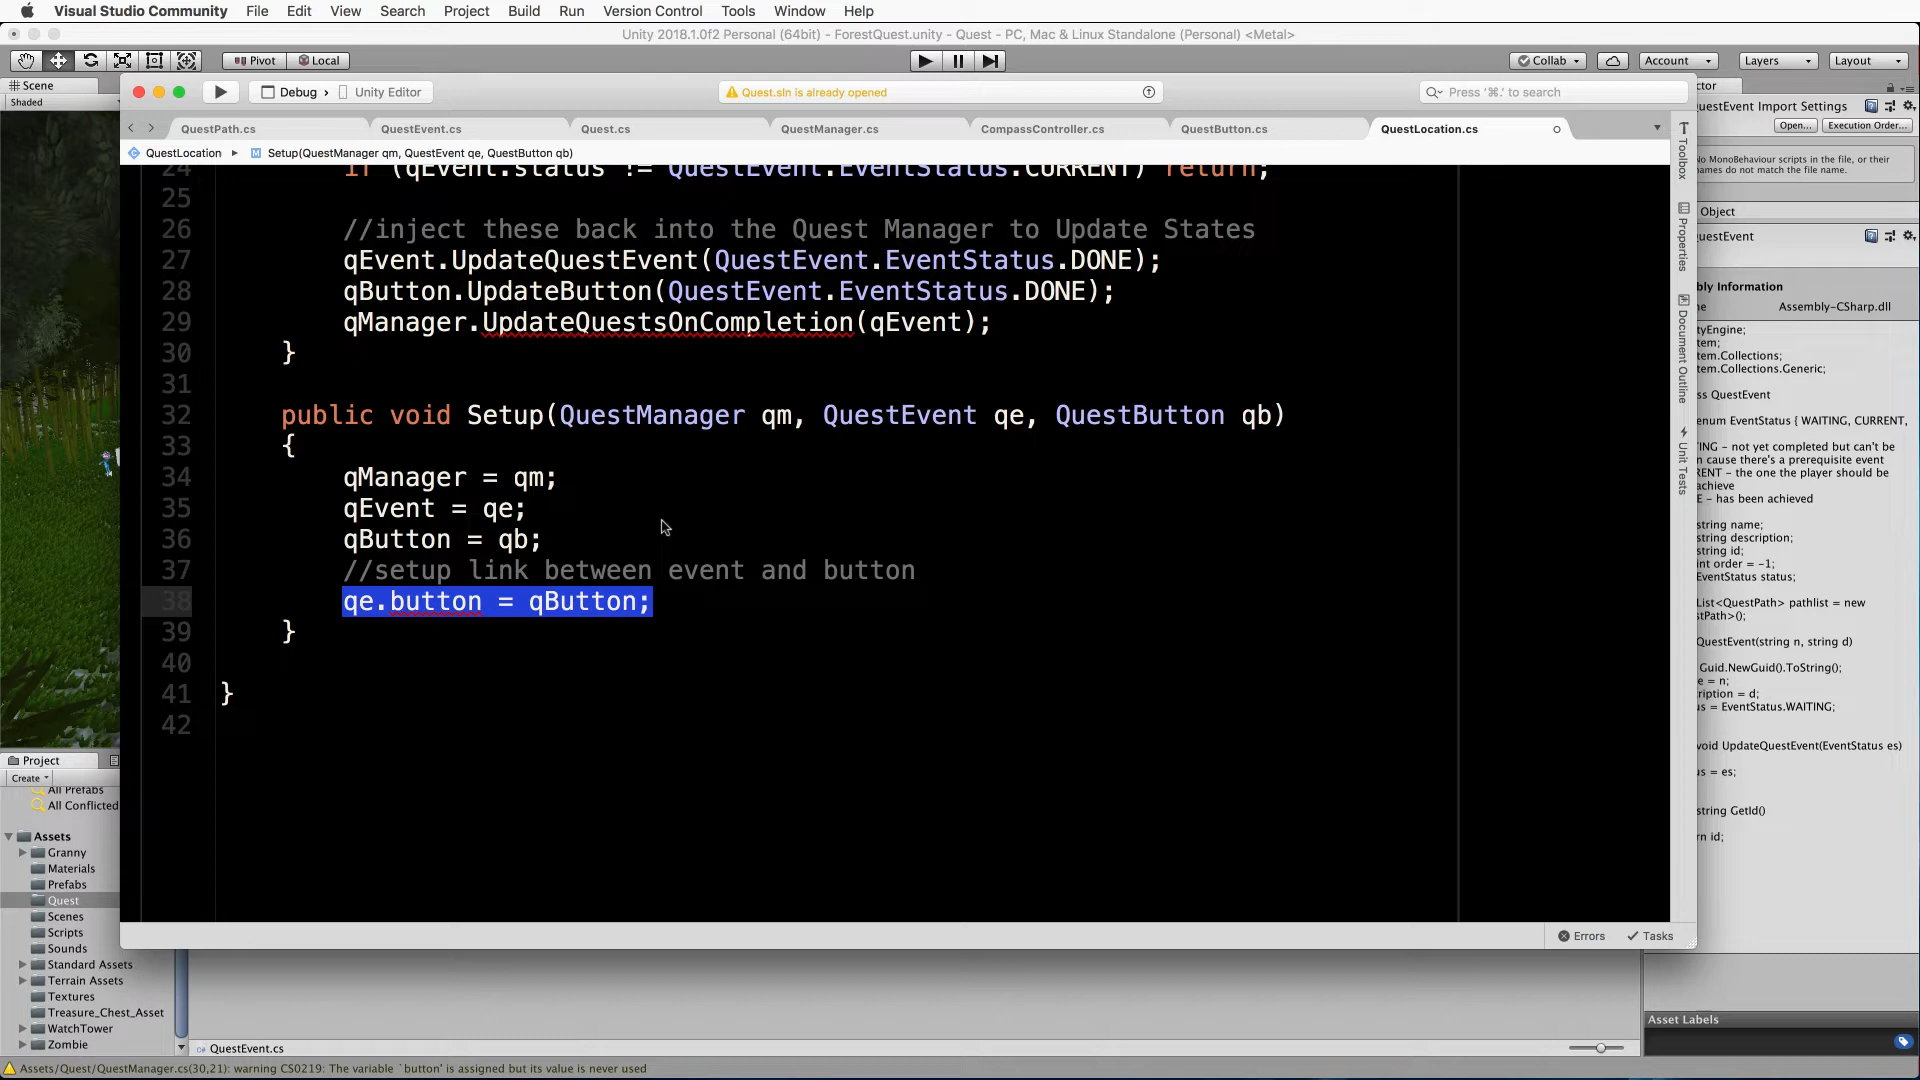 Visual Studio Community File Edit View Search Project Build Run Version Control Tools Window Help
Unity 2018.1.0f2 Personal (64bit) - ForestQuest.unity - Quest - PC, Mac & Linux Standalone (Personal) <Metal>
Pivot Local Collab Account Layers Layout
Scene
Shaded
Debug › Unity Editor
Quest.sln is already opened
Press '⌘.' to search
QuestPath.cs QuestEvent.cs Quest.cs QuestManager.cs CompassController.cs QuestButton.cs QuestLocation.cs
QuestLocation ▸ Setup(QuestManager qm, QuestEvent qe, QuestButton qb)
24 if (qEvent.status != QuestEvent.EventStatus.CURRENT) return;
25
26 //inject these back into the Quest Manager to Update States
27 qEvent.UpdateQuestEvent(QuestEvent.EventStatus.DONE);
28 qButton.UpdateButton(QuestEvent.EventStatus.DONE);
29 qManager.UpdateQuestsOnCompletion(qEvent);
30 }
31
32 public void Setup(QuestManager qm, QuestEvent qe, QuestButton qb)
33 {
34 qManager = qm;
35 qEvent = qe;
36 qButton = qb;
37 //setup link between event and button
38 qe.button = qButton;
39 }
40
41 }
42
Errors Tasks
Toolbox
Properties
Document Outline
Unit Tests
ctor
uestEvent Import Settings
Open... Execution Order...
No MonoBehaviour scripts in the file, or their
names do not match the file name.
Object
uestEvent
bly Information
me Assembly-CSharp.dll
ityEngine;
tem;
tem.Collections;
tem.Collections.Generic;
ss QuestEvent
enum EventStatus { WAITING, CURRENT,
ING - not yet completed but can't be
n cause there's a prerequisite event
RENT - the one the player should be
achieve
E - has been achieved
string name;
string description;
string id;
int order = -1;
EventStatus status;
List<QuestPath> pathlist = new
stPath>();
QuestEvent(string n, string d)
Guid.NewGuid().ToString();
e = n;
ription = d;
us = EventStatus.WAITING;
void UpdateQuestEvent(EventStatus es)
us = es;
string GetId()
rn id;
Asset Labels
Project
Create
All Prefabs
All Conflicted
Assets
Granny
Materials
Prefabs
Quest
Scenes
Scripts
Sounds
Standard Assets
Terrain Assets
Textures
Treasure_Chest_Asset
WatchTower
Zombie
QuestEvent.cs
Assets/Quest/QuestManager.cs(30,21): warning CS0219: The variable `button' is assigned but its value is never used